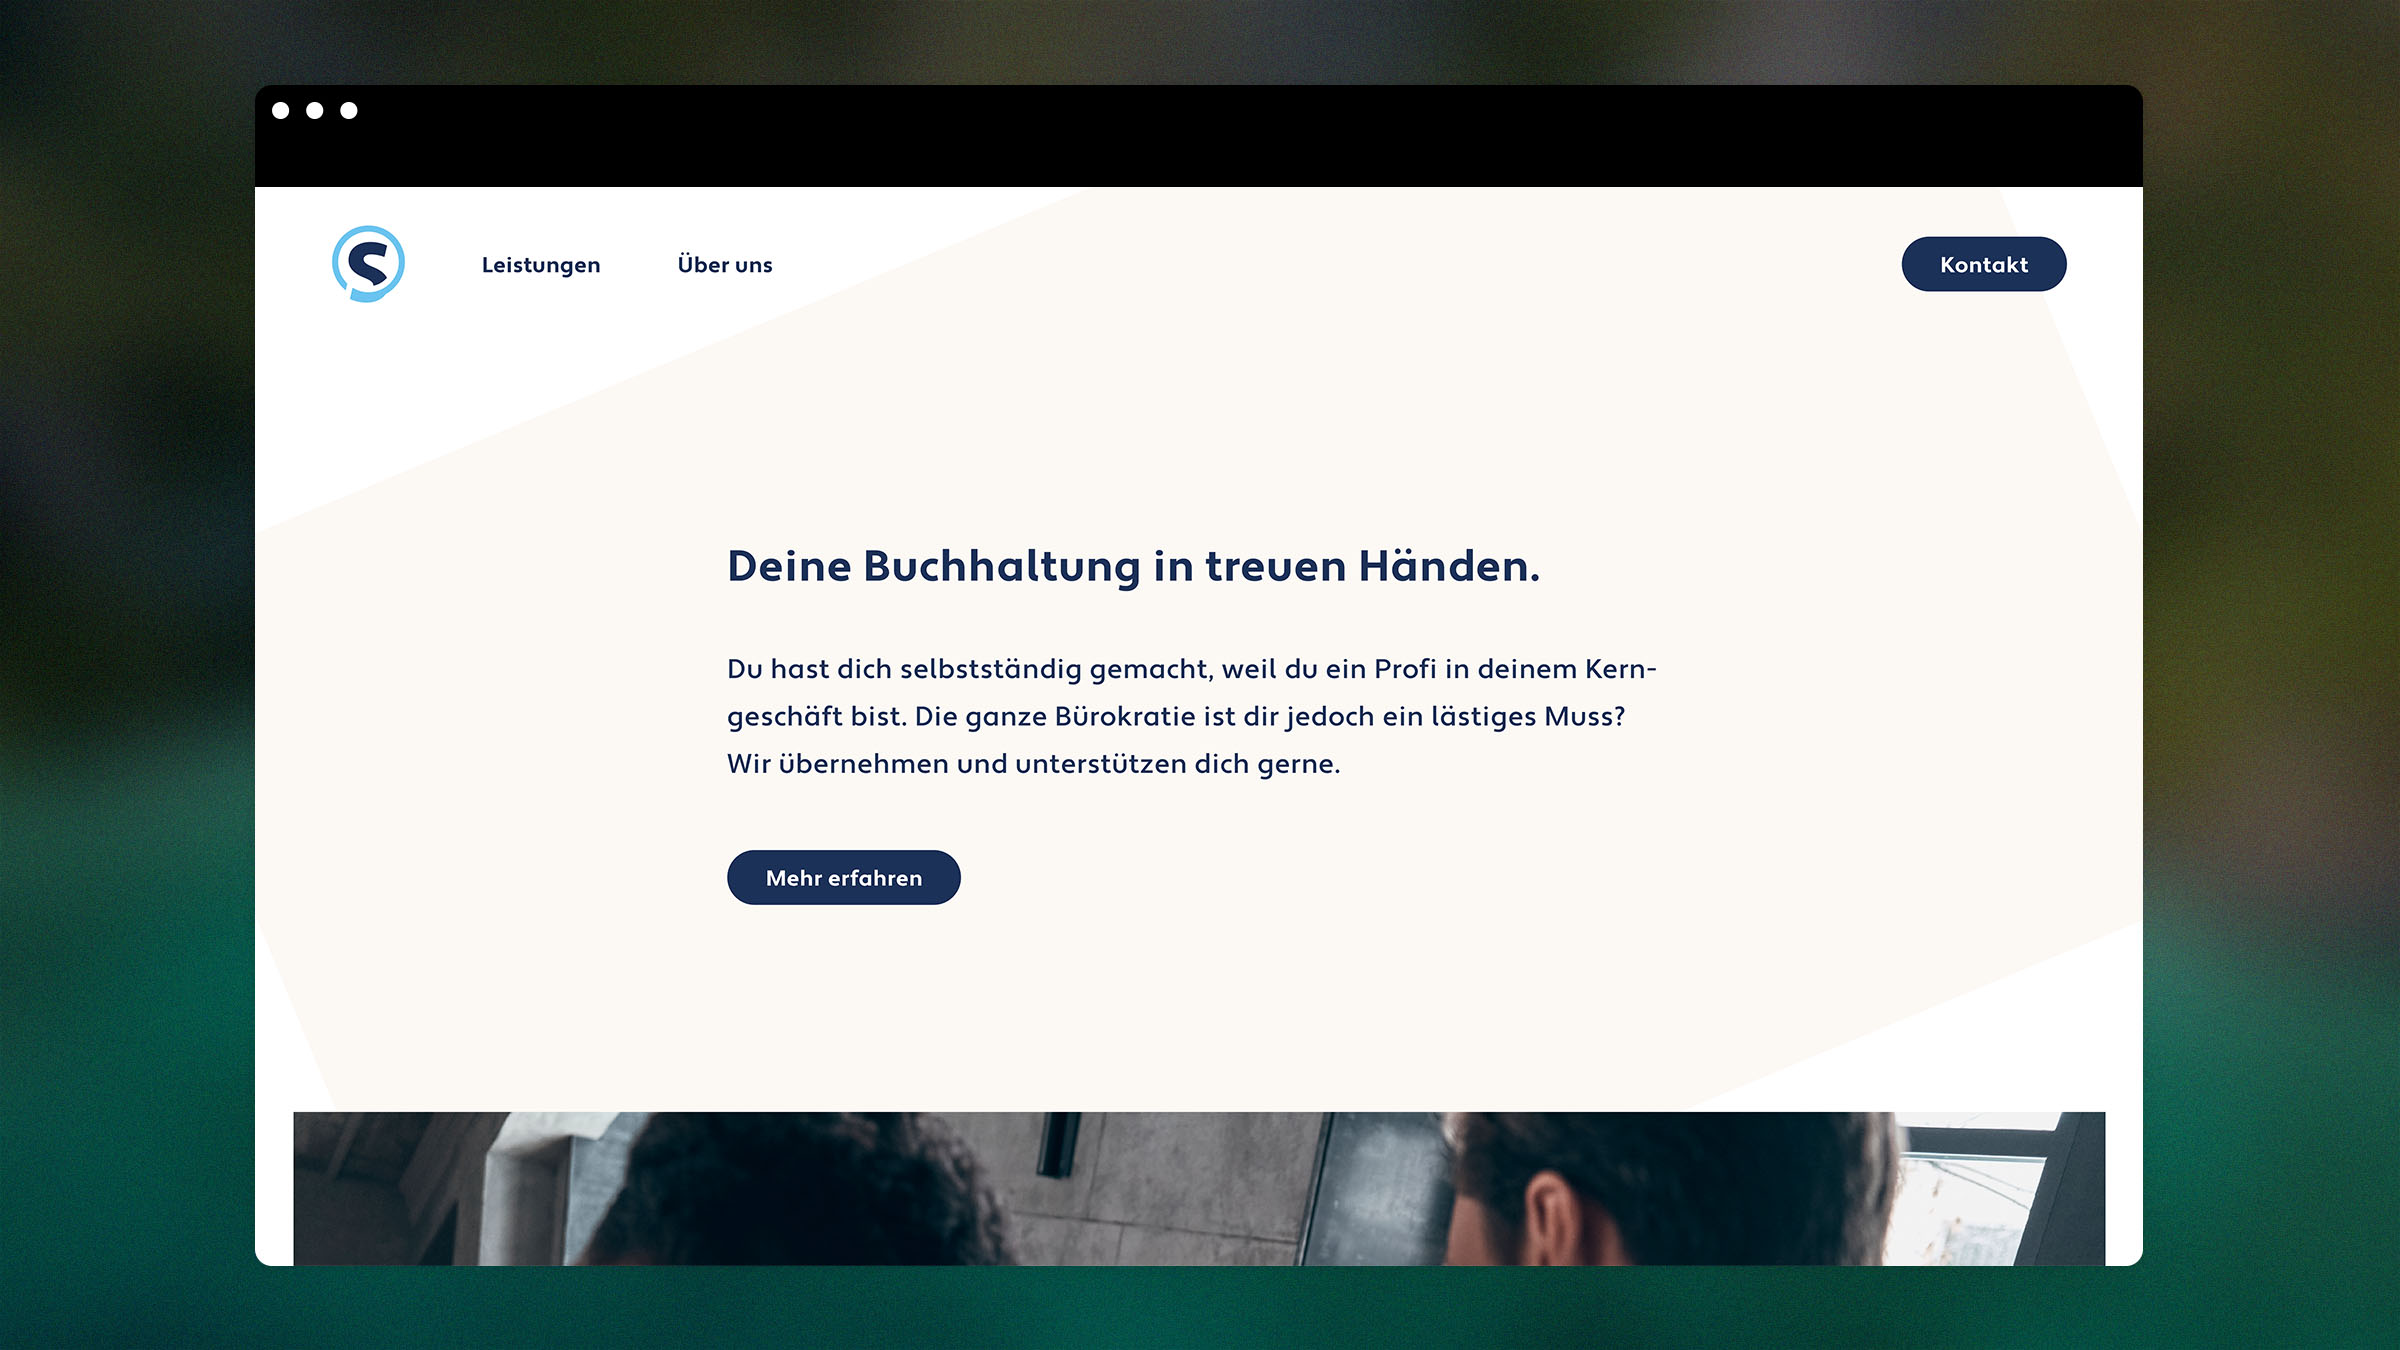 S
Leistungen
Über uns
Kontakt
Deine Buchhaltung in treuen Händen.
Du hast dich selbstständig gemacht, weil du ein Profi in deinem Kern-
geschäft bist. Die ganze Bürokratie ist dir jedoch ein lästiges Muss?
Wir übernehmen und unterstützen dich gerne.
Mehr erfahren